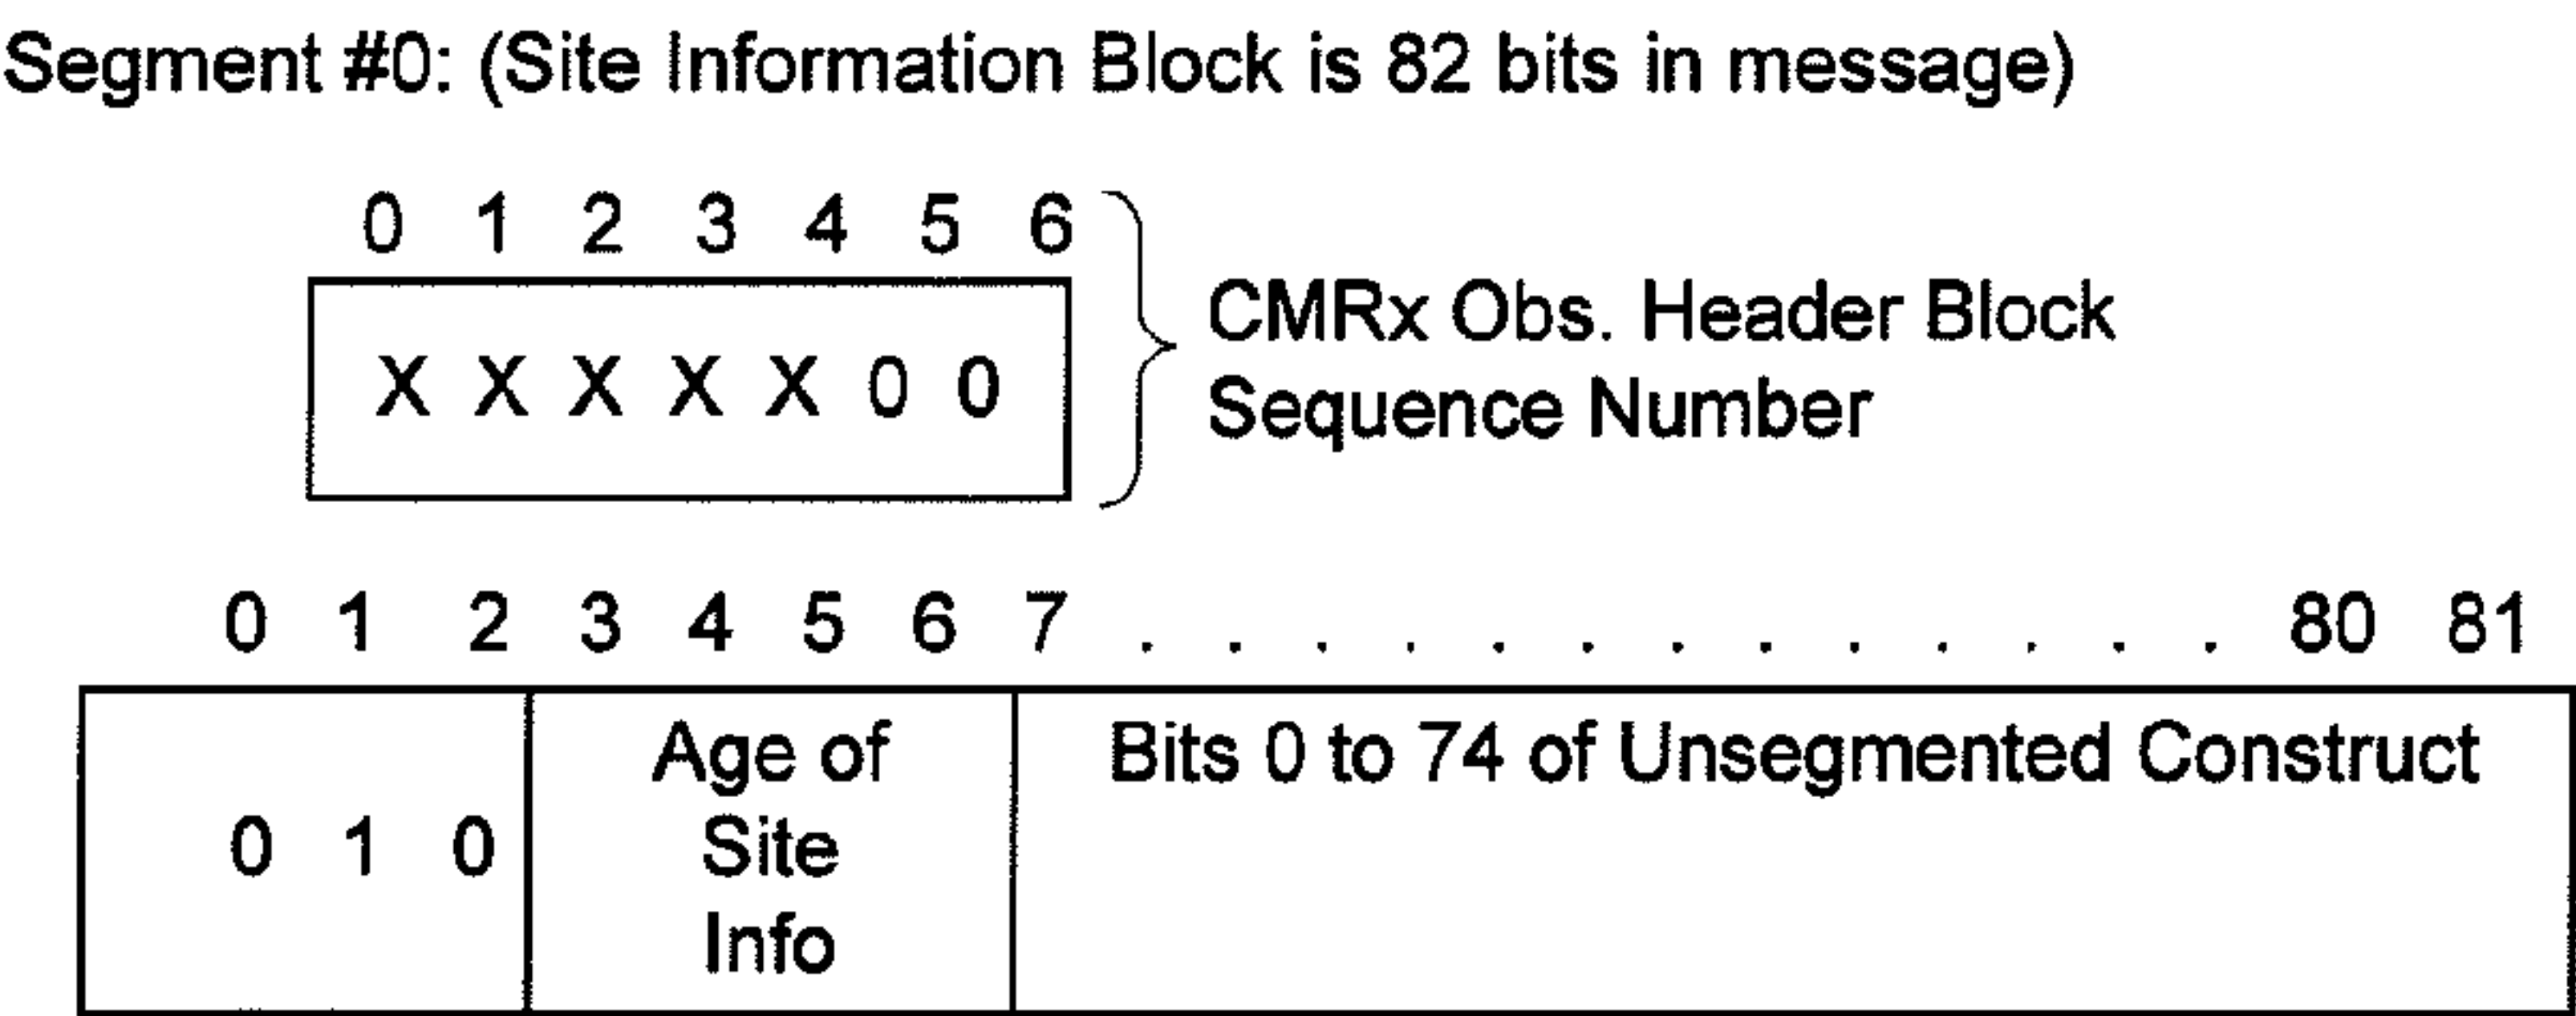 Segment #0: (Site Information Block is 82 bits in message)
0 1 2 3 4 5 6
X X X X X 0 0
CMRx Obs. Header Block
Sequence Number
0 1 2 3 4 5 6 7 . . . . . . . . . . . . . 80 81
0 1 0
Age of
Site
Info
Bits 0 to 74 of Unsegmented Construct